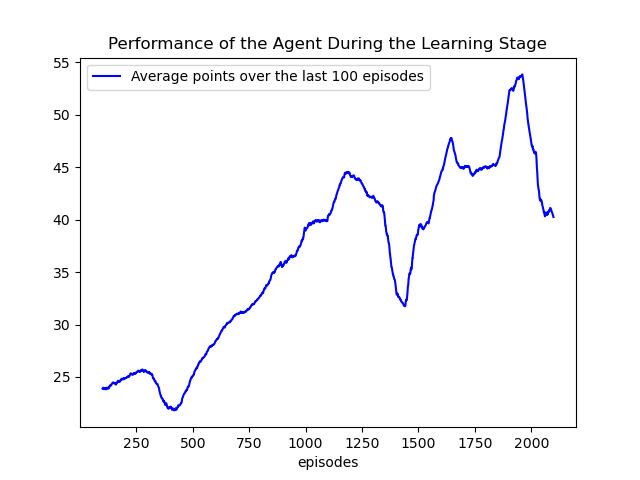 Performance of the Agent During the Learning Stage
Average points over the last 100 episodes
55
50
45
40
35
30
25
250 500 750 1000 1250 1500 1750 2000
episodes